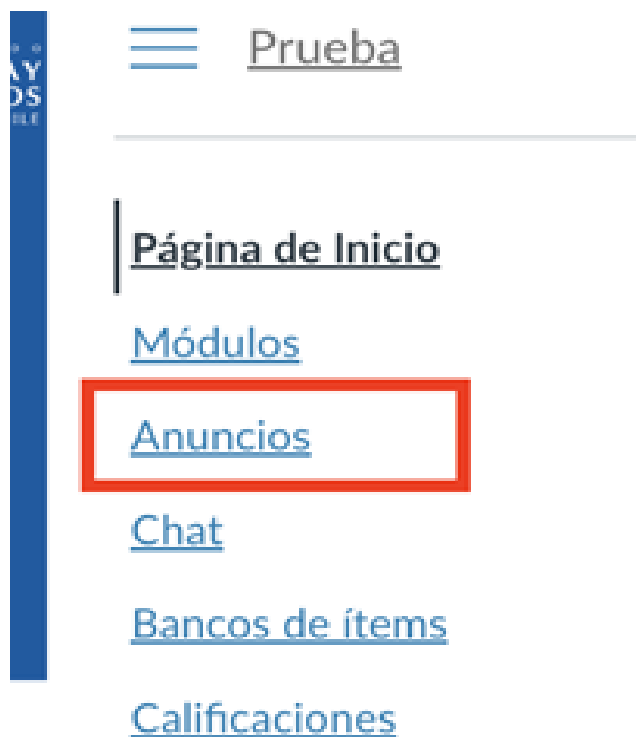 Prueba
Página de Inicio
Módulos
Anuncios
Chat
Bancos de ítems
Calificaciones